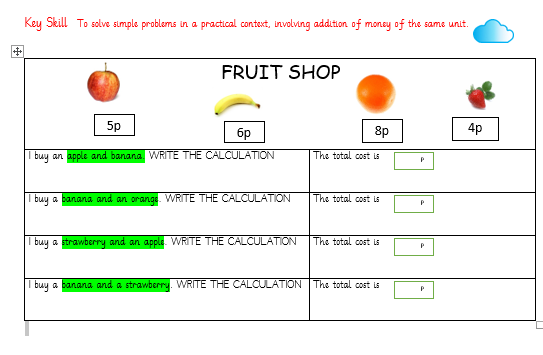 Key Skill To solve simple problems in a practical context, involving addition of money of the same unit.
FRUIT SHOP
5p 6p 8p 4p
I buy an apple and banana. WRITE THE CALCULATION The total cost is p
I buy a banana and an orange. WRITE THE CALCULATION The total cost is p
I buy a strawberry and an apple. WRITE THE CALCULATION The total cost is p
I buy a banana and a strawberry. WRITE THE CALCULATION The total cost is p